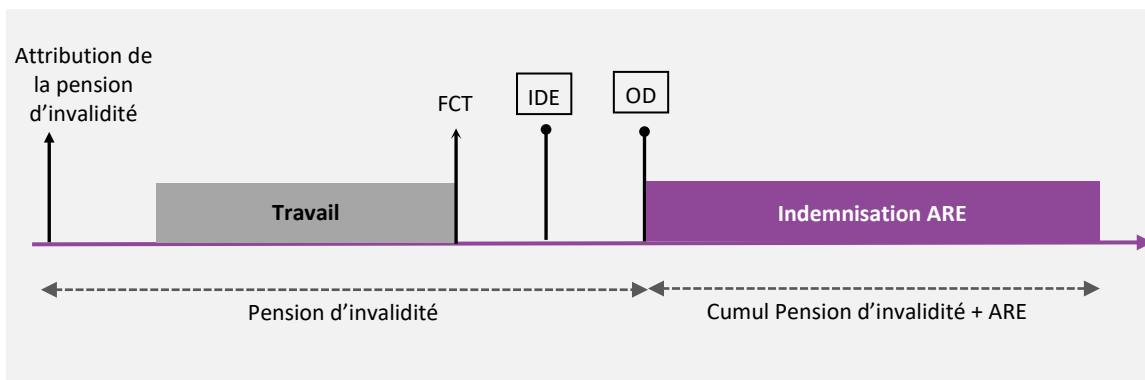 Attribution de
la pension
d’invalidité
FCT
IDE
OD
Travail
Indemnisation ARE
Pension d’invalidité
Cumul Pension d’invalidité + ARE